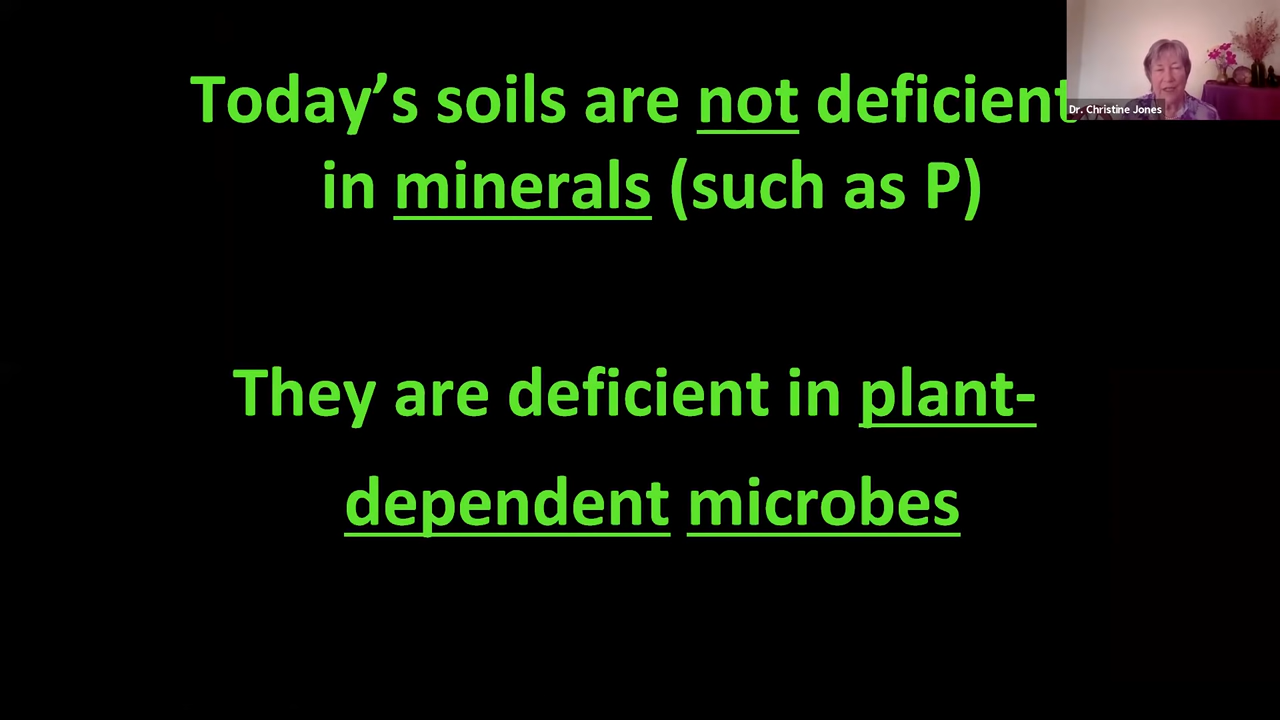 Today’s soils are not deficient
in minerals (such as P)
They are deficient in plant-
dependent microbes
Dr. Christine Jones